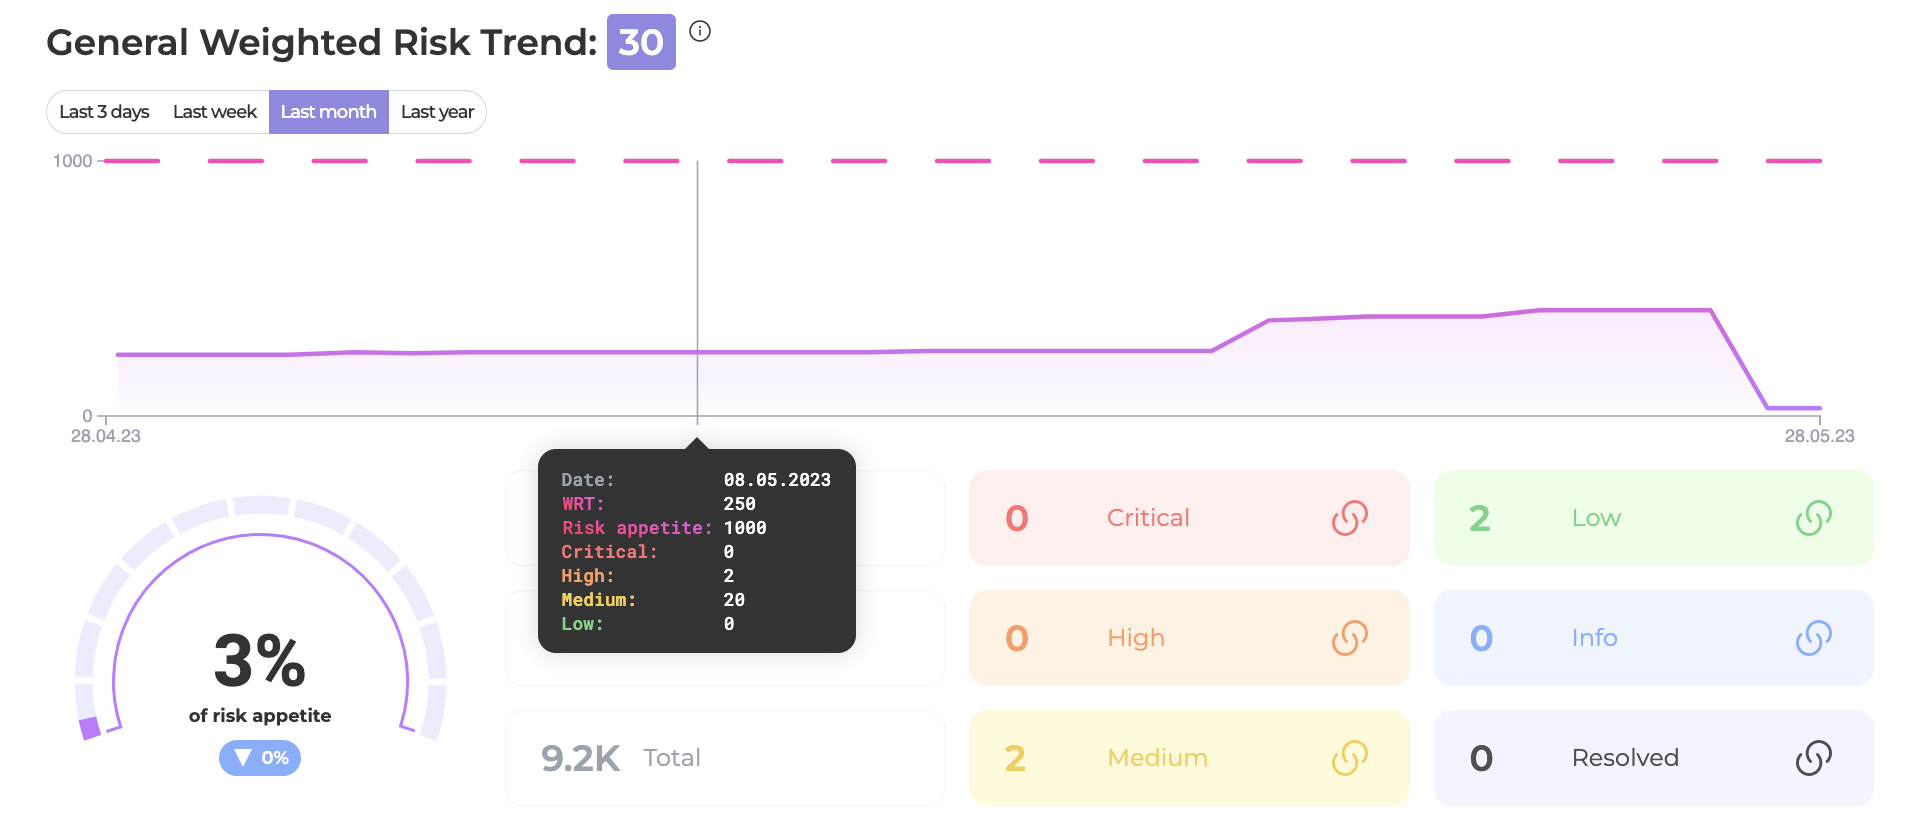 General Weighted Risk Trend: 30
Last 3 days Last week Last month Last year
1000
0
28.04.23 28.05.23
Date: 08.05.2023
WRT: 250
Risk appetite: 1000
Critical: 0
High: 2
Medium: 20
Low: 0
3%
of risk appetite
▼ 0%
9.2K Total
0 Critical
0 High
2 Medium
2 Low
0 Info
0 Resolved